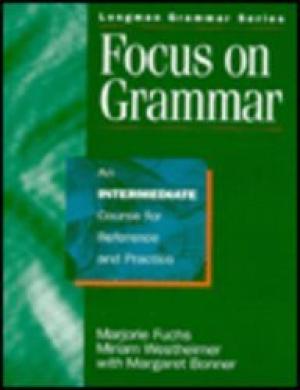 Longman Grammar Series
Focus on
Grammar
An
INTERMEDIATE
Course for
Reference
and Practice
Marjorie Fuchs
Miriam Westheimer
with Margaret Bonner